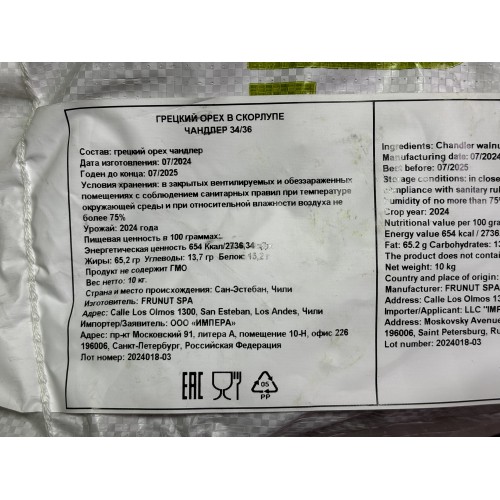 ГРЕЦКИЙ ОРЕХ В СКОРЛУПЕ
ЧАНДЛЕР 34/36
Состав: грецкий орех чандлер
Дата изготовления: 07/2024
Годен до конца: 07/2025
Условия хранения: в закрытых вентилируемых и обеззараженных
помещениях с соблюдением санитарных правил при температуре
окружающей среды и при относительной влажности воздуха не
более 75%
Урожай: 2024 года
Пищевая ценность в 100 граммах:
Энергетическая ценность 654 Ккал/2736,34
Жиры: 65,2 гр Углеводы: 13,7 гр Белок: 15,2 г
Продукт не содержит ГМО
Вес нетто: 10 кг.
Страна и место происхождения: Сан-Эстебан, Чили
Изготовитель: FRUNUT SPA
Адрес: Calle Los Olmos 1300, San Esteban, Los Andes, Чили
Импортер/Заявитель: ООО «ИМПЕРА»
Адрес: пр-кт Московский 91, литера А, помещение 10-Н, офис 226
196006, Санкт-Петербург, Российская Федерация
Лот номер: 2024018-03
EAC
05
PP
Ingredients: Chandler waln
Manufacturing date: 07/2024
Best before: 07/2025
Storage conditions: in close
compliance with sanitary rul
humidity of no more than 75%
Crop year: 2024
Nutritional value per 100 gram
Energy value 654 kcal / 2736,
Fat: 65.2 g Carbohydrates: 13
The product does not contai
Net weight: 10 kg
Country and place of origin:
Manufacturer: FRUNUT SPA
Address: Calle Los Olmos 13
Importer/Applicant: LLC "IMP
Address: Moskovsky Avenue
196006, Saint Petersburg, Ru
Lot number: 2024018-03